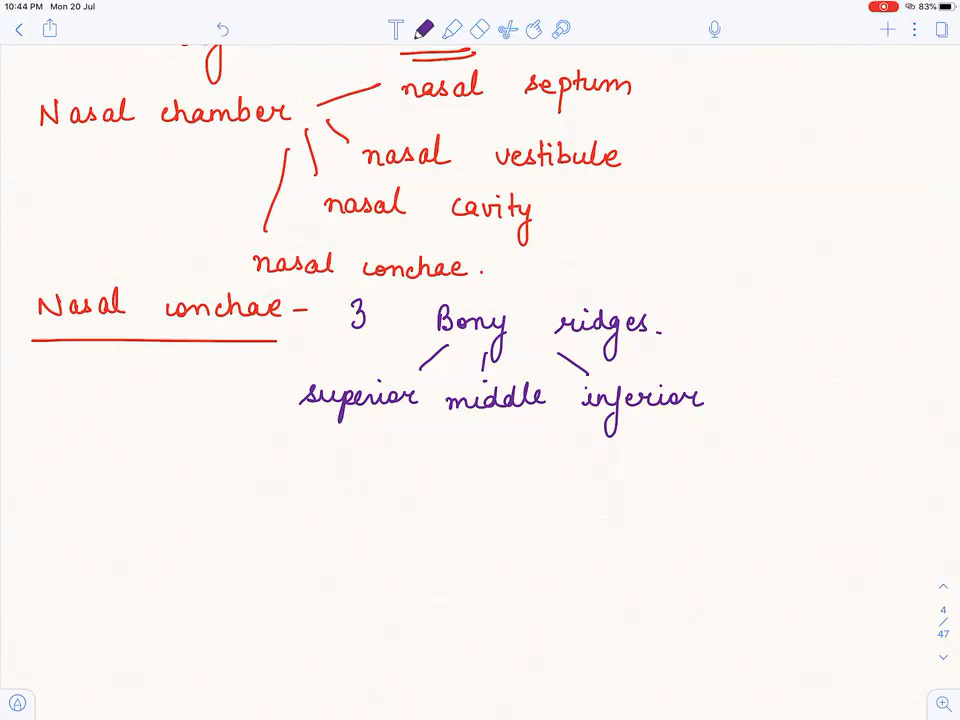 10:44 PM Mon 20 Jul
83%
T
nasal septum
Nasal chamber
nasal vestibule
nasal cavity
nasal conchae.
Nasal conchae - 3 Bony ridges.
superior middle inferior
4
/
47
A